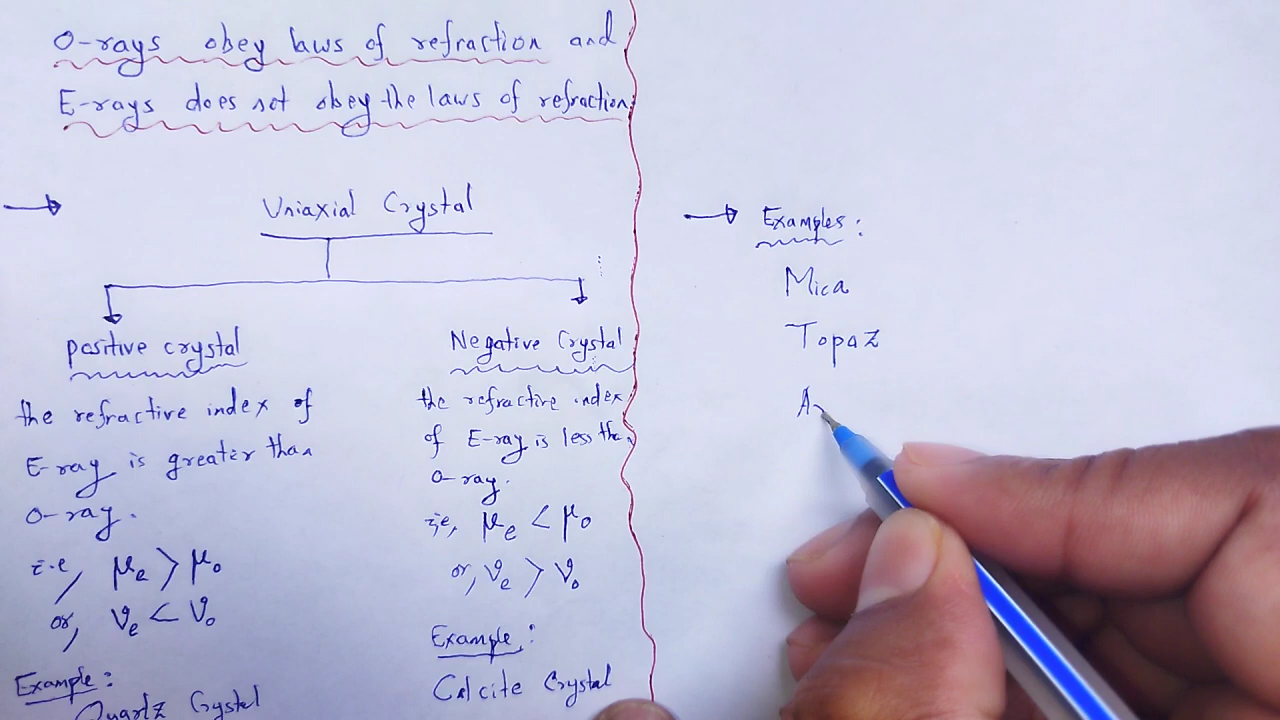 O-rays obey laws of refraction and
E-rays does not obey the laws of refraction
Uniaxial Crystal
positive crystal
the refractive index of
E-ray is greater than
O-ray.
i.e, μe > μo
or, ve < vo
Example:
Quartz Crystal
Negative Crystal
the refractive index
of E-ray is less the
O-ray.
i.e, μe < μo
or, ve > vo
Example:
Calcite Crystal
Examples:
Mica
Topaz